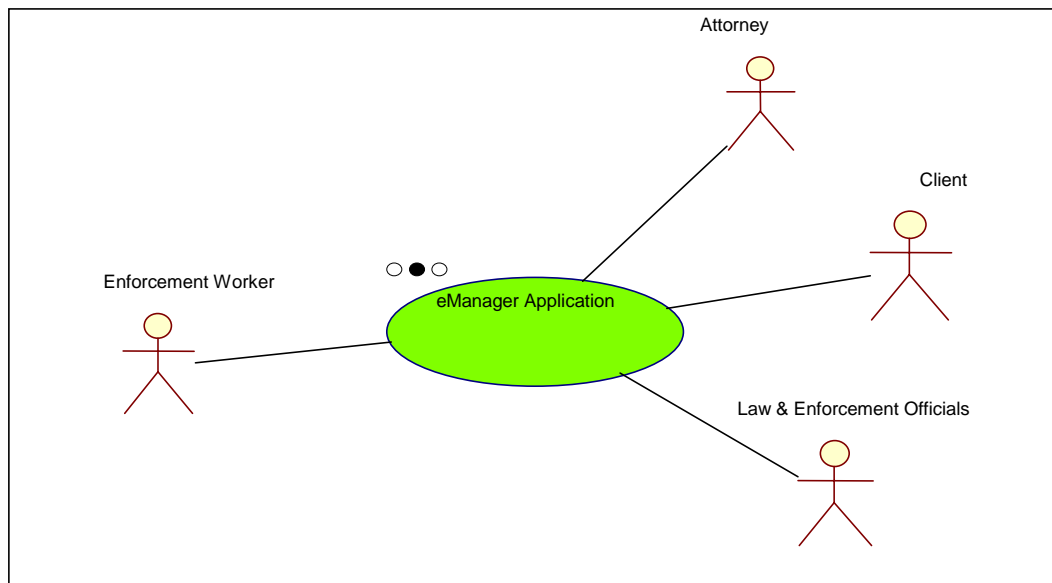 Attorney
Client
Enforcement Worker
eManager Application
Law & Enforcement Officials